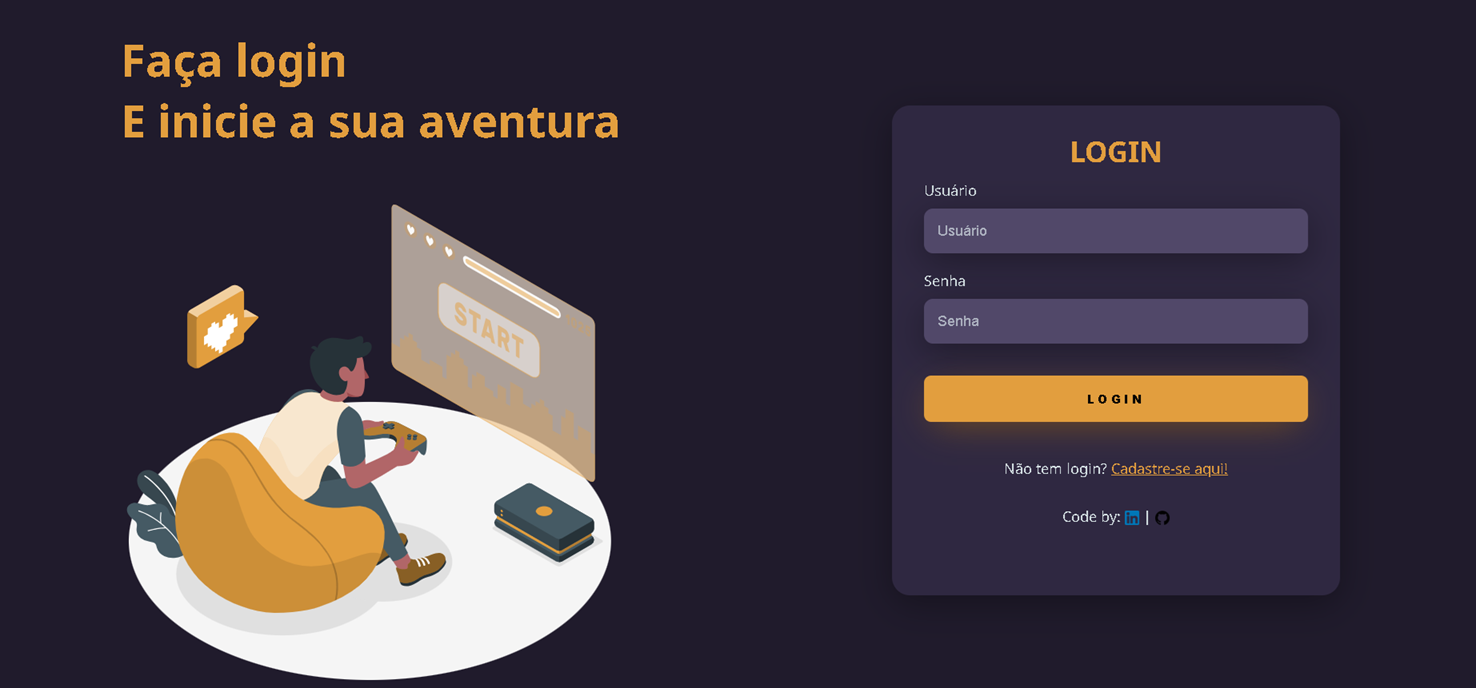 Faça login
E inicie a sua aventura
START
LOGIN
Usuário
Usuário
Senha
Senha
LOGIN
Não tem login? Cadastre-se aqui!
Code by: in |